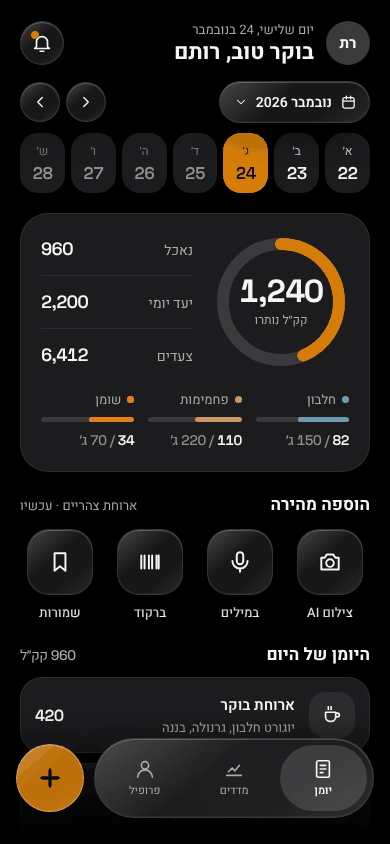 רת
יום שלישי, 24 בנובמבר
בוקר טוב, רותם
נובמבר 2026
א׳ ב׳ ג׳ ד׳ ה׳ ו׳ ש׳
22 23 24 25 26 27 28
1,240
קק״ל נותרו
נאכל 960
יעד יומי 2,200
צעדים 6,412
חלבון פחמימות שומן
82 / 150 ג׳ 110 / 220 ג׳ 34 / 70 ג׳
הוספה מהירה ארוחת צהריים · עכשיו
צילום AI במילים ברקוד שמורות
היומן של היום 960 קק״ל
ארוחת בוקר 420
יוגורט חלבון, גרנולה, בננה
יומן מדדים פרופיל